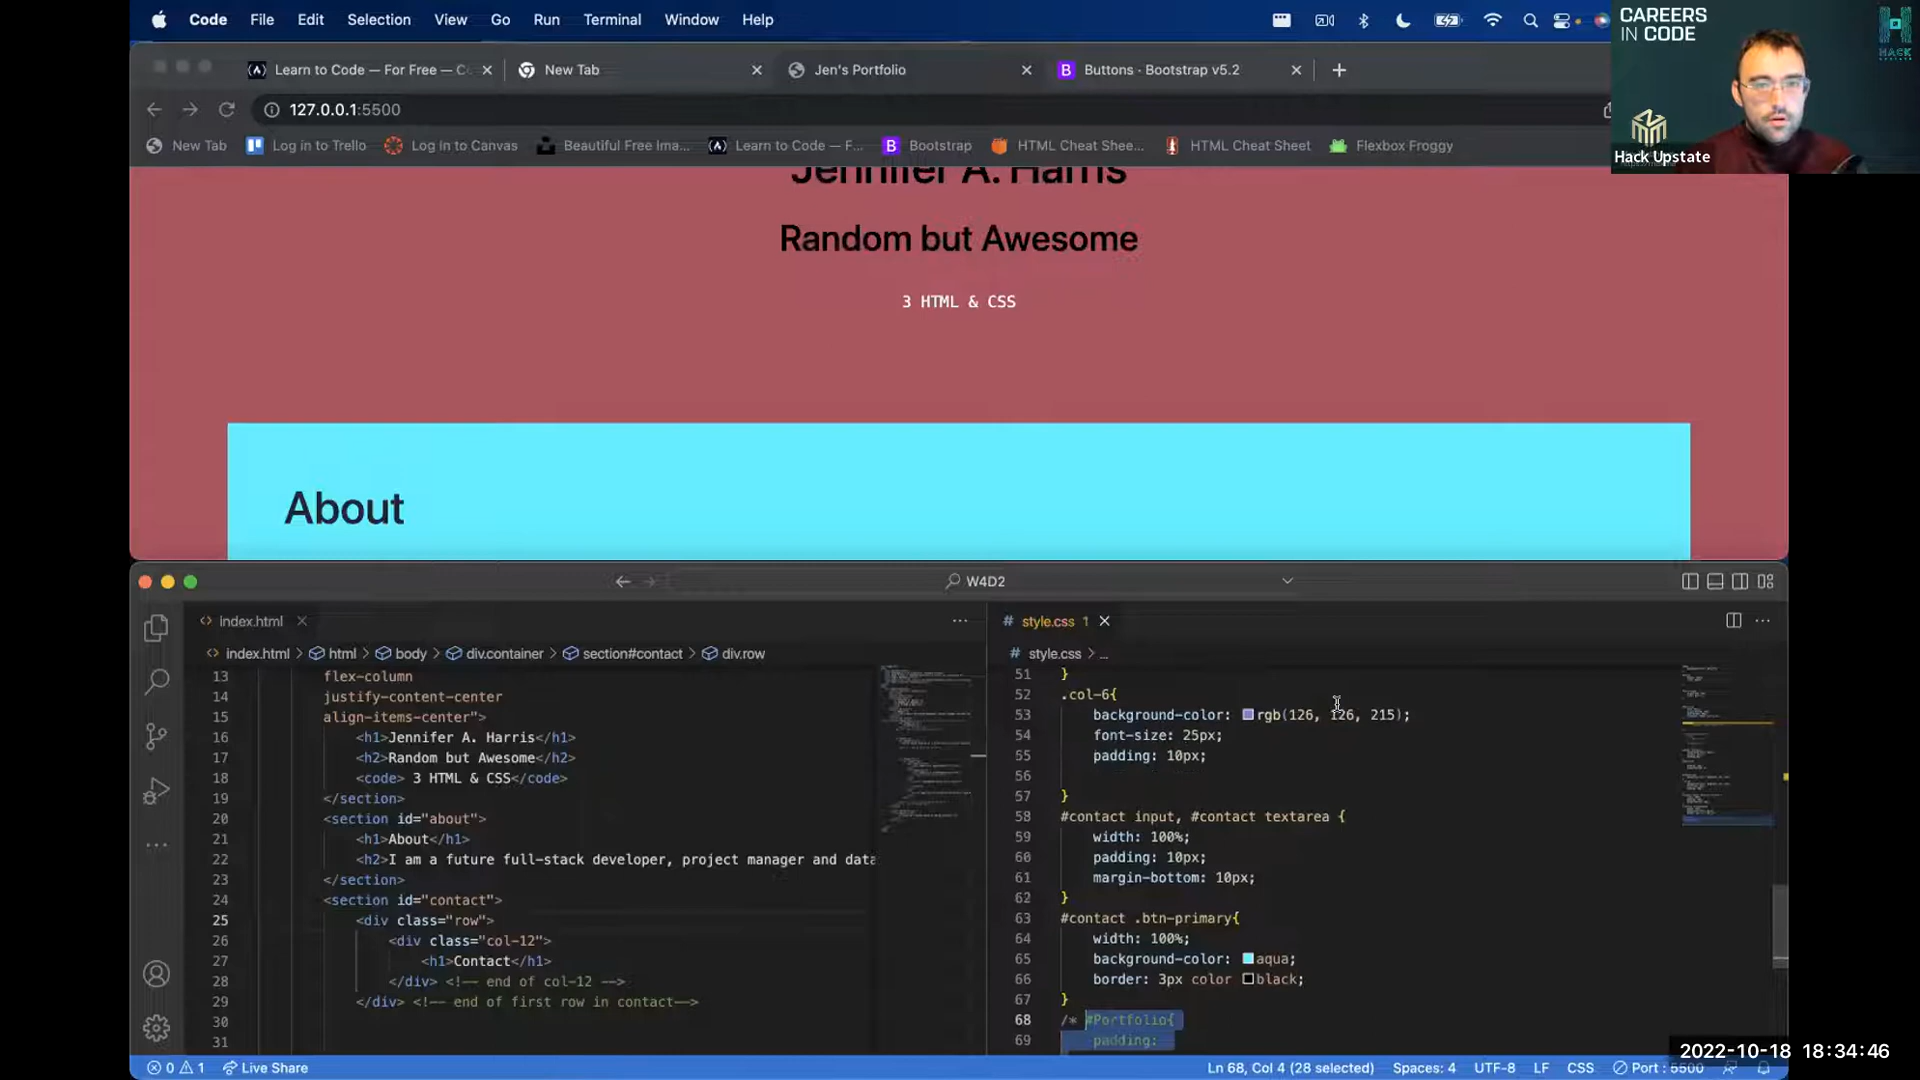 Code File Edit Selection View Go Run Terminal Window Help
CAREERS
IN CODE
HACK
UPSTATE
Hack Upstate
Learn to Code — For Free — C
New Tab
Jen's Portfolio
B Buttons · Bootstrap v5.2
127.0.0.1:5500
New Tab
Log in to Trello
Log in to Canvas
Beautiful Free Ima...
Learn to Code — F...
B Bootstrap
HTML Cheat Shee...
HTML Cheat Sheet
Flexbox Froggy
Jennifer A. Harris
Random but Awesome
3 HTML & CSS
About
W4D2
index.html
index.html > html > body > div.container > section#contact > div.row
13 flex-column
14 justify-content-center
15 align-items-center">
16 <h1>Jennifer A. Harris</h1>
17 <h2>Random but Awesome</h2>
18 <code> 3 HTML & CSS</code>
19 </section>
20 <section id="about">
21 <h1>About</h1>
22 <h2>I am a future full-stack developer, project manager and data
23 </section>
24 <section id="contact">
25 <div class="row">
26 <div class="col-12">
27 <h1>Contact</h1>
28 </div> <!-- end of col-12 -->
29 </div> <!-- end of first row in contact-->
30
31
# style.css 1
# style.css > ...
51 }
52 .col-6{
53 background-color: rgb(126, 126, 215);
54 font-size: 25px;
55 padding: 10px;
56
57 }
58 #contact input, #contact textarea {
59 width: 100%;
60 padding: 10px;
61 margin-bottom: 10px;
62 }
63 #contact .btn-primary{
64 width: 100%;
65 background-color: aqua;
66 border: 3px color black;
67 }
68 /* #Portfolio{
69 padding:
0 1 Live Share
Ln 68, Col 4 (28 selected) Spaces: 4 UTF-8 LF CSS Port : 5500
2022-10-18 18:34:46